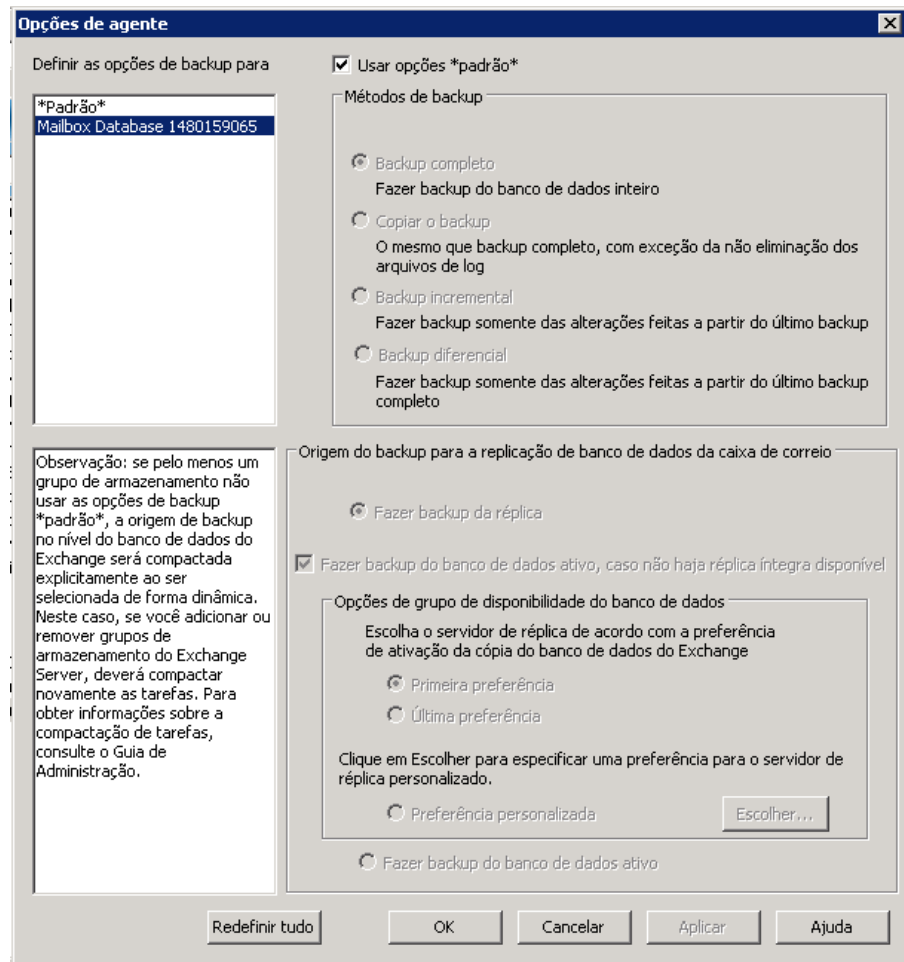 Opções de agente
Definir as opções de backup para
Usar opções *padrão*
*Padrão*
Mailbox Database 1480159065
Métodos de backup
Backup completo
Fazer backup do banco de dados inteiro
Copiar o backup
O mesmo que backup completo, com exceção da não eliminação dos
arquivos de log
Backup incremental
Fazer backup somente das alterações feitas a partir do último backup
Backup diferencial
Fazer backup somente das alterações feitas a partir do último backup
completo
Observação: se pelo menos um
grupo de armazenamento não
usar as opções de backup
*padrão*, a origem de backup
no nível do banco de dados do
Exchange será compactada
explicitamente ao ser
selecionada de forma dinâmica.
Neste caso, se você adicionar ou
remover grupos de
armazenamento do Exchange
Server, deverá compactar
novamente as tarefas. Para
obter informações sobre a
compactação de tarefas,
consulte o Guia de
Administração.
Origem do backup para a replicação de banco de dados da caixa de correio
Fazer backup da réplica
Fazer backup do banco de dados ativo, caso não haja réplica íntegra disponível
Opções de grupo de disponibilidade do banco de dados
Escolha o servidor de réplica de acordo com a preferência
de ativação da cópia do banco de dados do Exchange
Primeira preferência
Última preferência
Clique em Escolher para especificar uma preferência para o servidor de
réplica personalizado.
Preferência personalizada
Escolher...
Fazer backup do banco de dados ativo
Redefinir tudo
OK
Cancelar
Aplicar
Ajuda